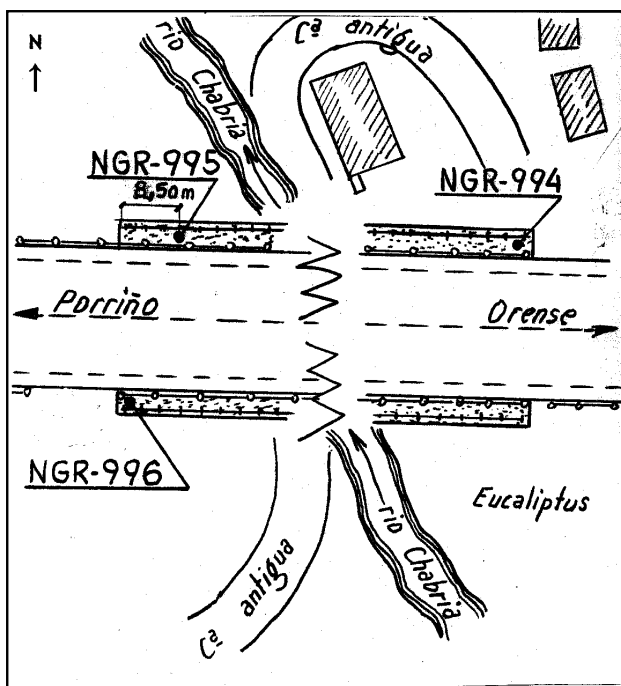 N
río Chabria
Cª antigua
NGR-995
8,50m
NGR-994
Porriño
Orense
NGR-996
Eucaliptus
río Chabria
Cª antigua